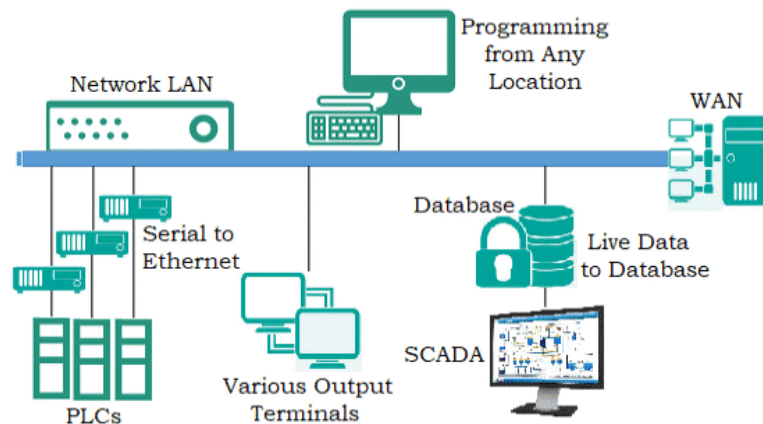 Programming
from Any
Location
Network LAN
WAN
Serial to
Ethernet
Database
Live Data
to Database
SCADA
Various Output
Terminals
PLCs